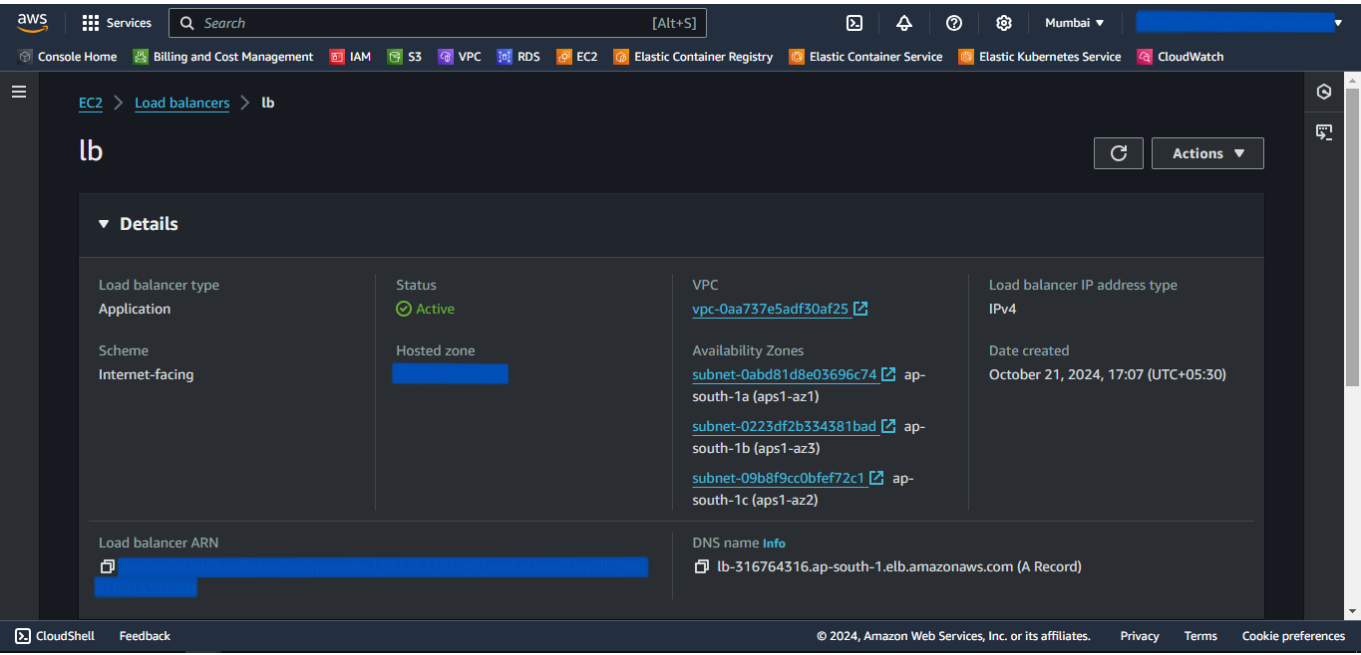 aws Services Search [Alt+S] Mumbai
Console Home Billing and Cost Management IAM S3 VPC RDS EC2 Elastic Container Registry Elastic Container Service Elastic Kubernetes Service CloudWatch
EC2 Load balancers lb
lb
Actions
Details
Load balancer type
Application
Scheme
Internet-facing
Status
Active
Hosted zone
VPC
vpc-0aa737e5adf30af25
Availability Zones
subnet-0abd81d8e03696c74 ap-
south-1a (aps1-az1)
subnet-0223df2b334381bad ap-
south-1b (aps1-az3)
subnet-09b8f9cc0bfef72c1 ap-
south-1c (aps1-az2)
Load balancer IP address type
IPv4
Date created
October 21, 2024, 17:07 (UTC+05:30)
Load balancer ARN
DNS name Info
lb-316764316.ap-south-1.elb.amazonaws.com (A Record)
CloudShell Feedback © 2024, Amazon Web Services, Inc. or its affiliates. Privacy Terms Cookie preferences